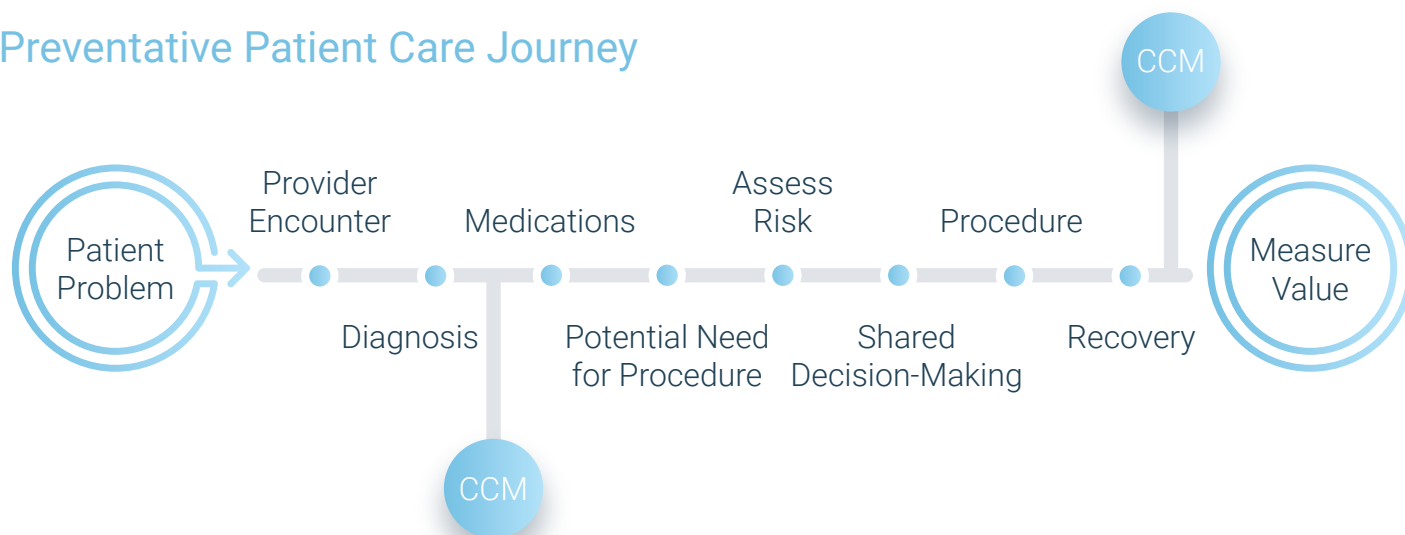 Preventative Patient Care Journey
CCM
Patient
Problem
Provider
Encounter
Diagnosis
CCM
Medications
Potential Need
for Procedure
Assess
Risk
Shared
Decision-Making
Procedure
Recovery
Measure
Value